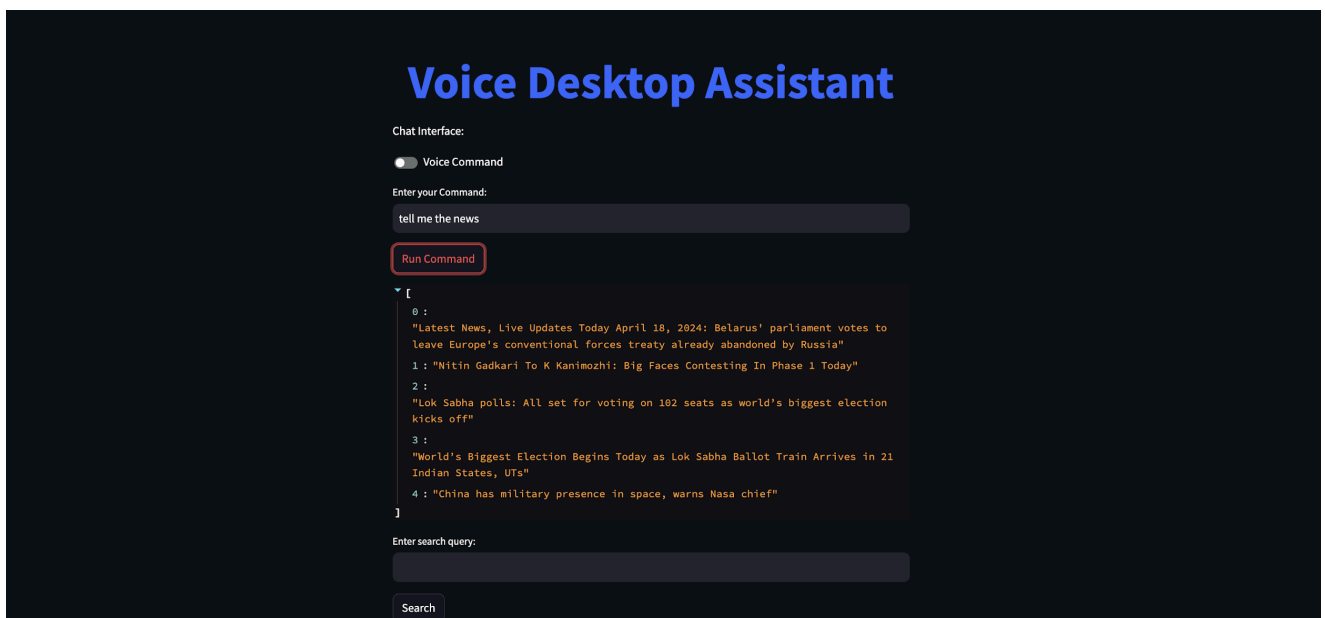 Voice Desktop Assistant
Chat Interface:
Voice Command
Enter your Command:
tell me the news
Run Command
[
0 :
"Latest News, Live Updates Today April 18, 2024: Belarus' parliament votes to
leave Europe's conventional forces treaty already abandoned by Russia"
1 : "Nitin Gadkari To K Kanimozhi: Big Faces Contesting In Phase 1 Today"
2 :
"Lok Sabha polls: All set for voting on 102 seats as world’s biggest election
kicks off"
3 :
"World’s Biggest Election Begins Today as Lok Sabha Ballot Train Arrives in 21
Indian States, UTs"
4 : "China has military presence in space, warns Nasa chief"
]
Enter search query:
Search